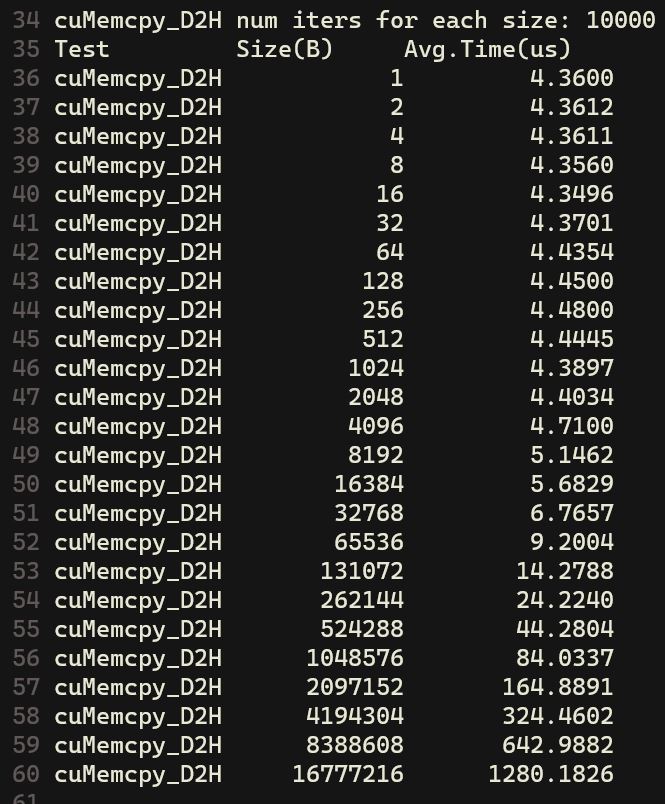 34 cuMemcpy_D2H num iters for each size: 10000
35 Test Size(B) Avg.Time(us)
36 cuMemcpy_D2H 1 4.3600
37 cuMemcpy_D2H 2 4.3612
38 cuMemcpy_D2H 4 4.3611
39 cuMemcpy_D2H 8 4.3560
40 cuMemcpy_D2H 16 4.3496
41 cuMemcpy_D2H 32 4.3701
42 cuMemcpy_D2H 64 4.4354
43 cuMemcpy_D2H 128 4.4500
44 cuMemcpy_D2H 256 4.4800
45 cuMemcpy_D2H 512 4.4445
46 cuMemcpy_D2H 1024 4.3897
47 cuMemcpy_D2H 2048 4.4034
48 cuMemcpy_D2H 4096 4.7100
49 cuMemcpy_D2H 8192 5.1462
50 cuMemcpy_D2H 16384 5.6829
51 cuMemcpy_D2H 32768 6.7657
52 cuMemcpy_D2H 65536 9.2004
53 cuMemcpy_D2H 131072 14.2788
54 cuMemcpy_D2H 262144 24.2240
55 cuMemcpy_D2H 524288 44.2804
56 cuMemcpy_D2H 1048576 84.0337
57 cuMemcpy_D2H 2097152 164.8891
58 cuMemcpy_D2H 4194304 324.4602
59 cuMemcpy_D2H 8388608 642.9882
60 cuMemcpy_D2H 16777216 1280.1826
61